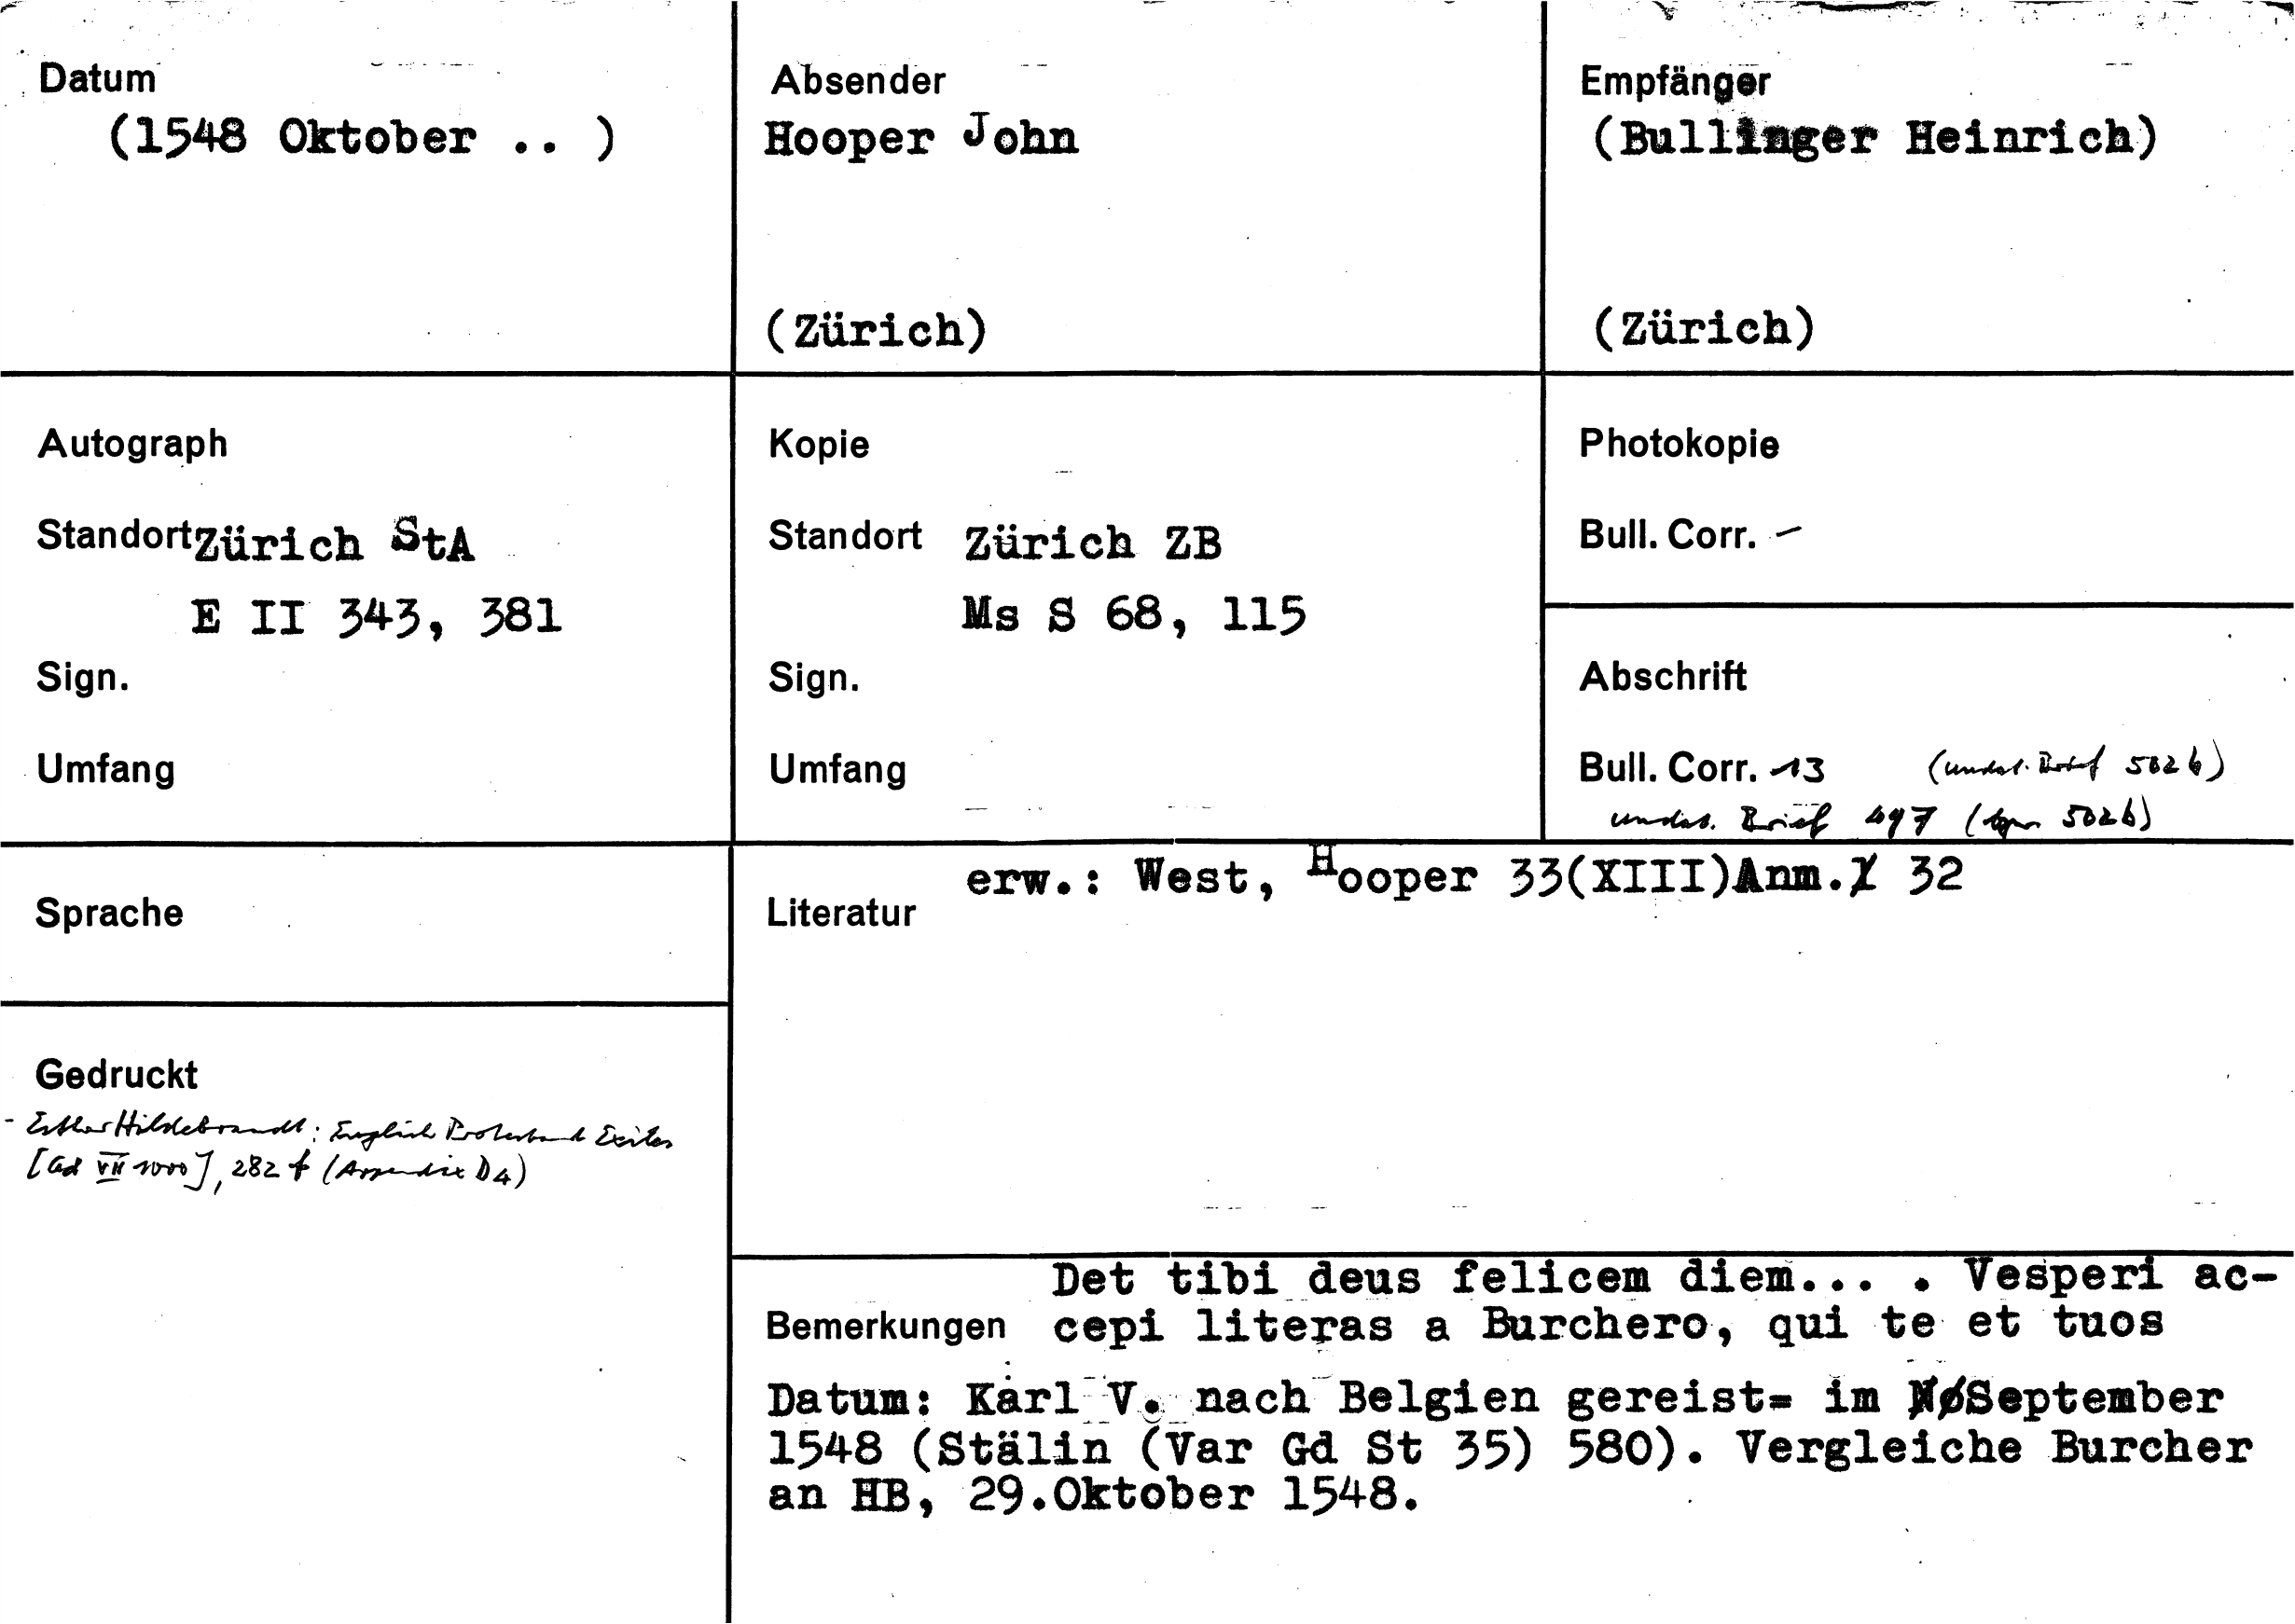 Datum
(1548 Oktober .. )
Absender
Hooper John
(Zürich)
Empfänger
(Bullinger Heinrich)
(Zürich)
Autograph
Standort Zürich StA
E II 343, 381
Sign.
Umfang
Kopie
Standort Zürich ZB
Ms S 68, 115
Sign.
Umfang
Photokopie
Bull. Corr. -
Abschrift
Bull. Corr. 13 (undat. Brief 502b)
undat. Brief 497 (502b)
Sprache
Gedruckt
- Esther Hildebrandt: English Protestant Exiles
[Gd VII 1000], 282 f (Appendix D4)
erw.: West, Hooper 33(XIII)Anm. 32
Literatur
Det tibi deus felicem diem... . Vesperi ac-
Bemerkungen cepi literas a Burchero, qui te et tuos
Datum: Karl V. nach Belgien gereist= im September
1548 (Stälin (Var Gd St 35) 580). Vergleiche Burcher
an HB, 29.Oktober 1548.